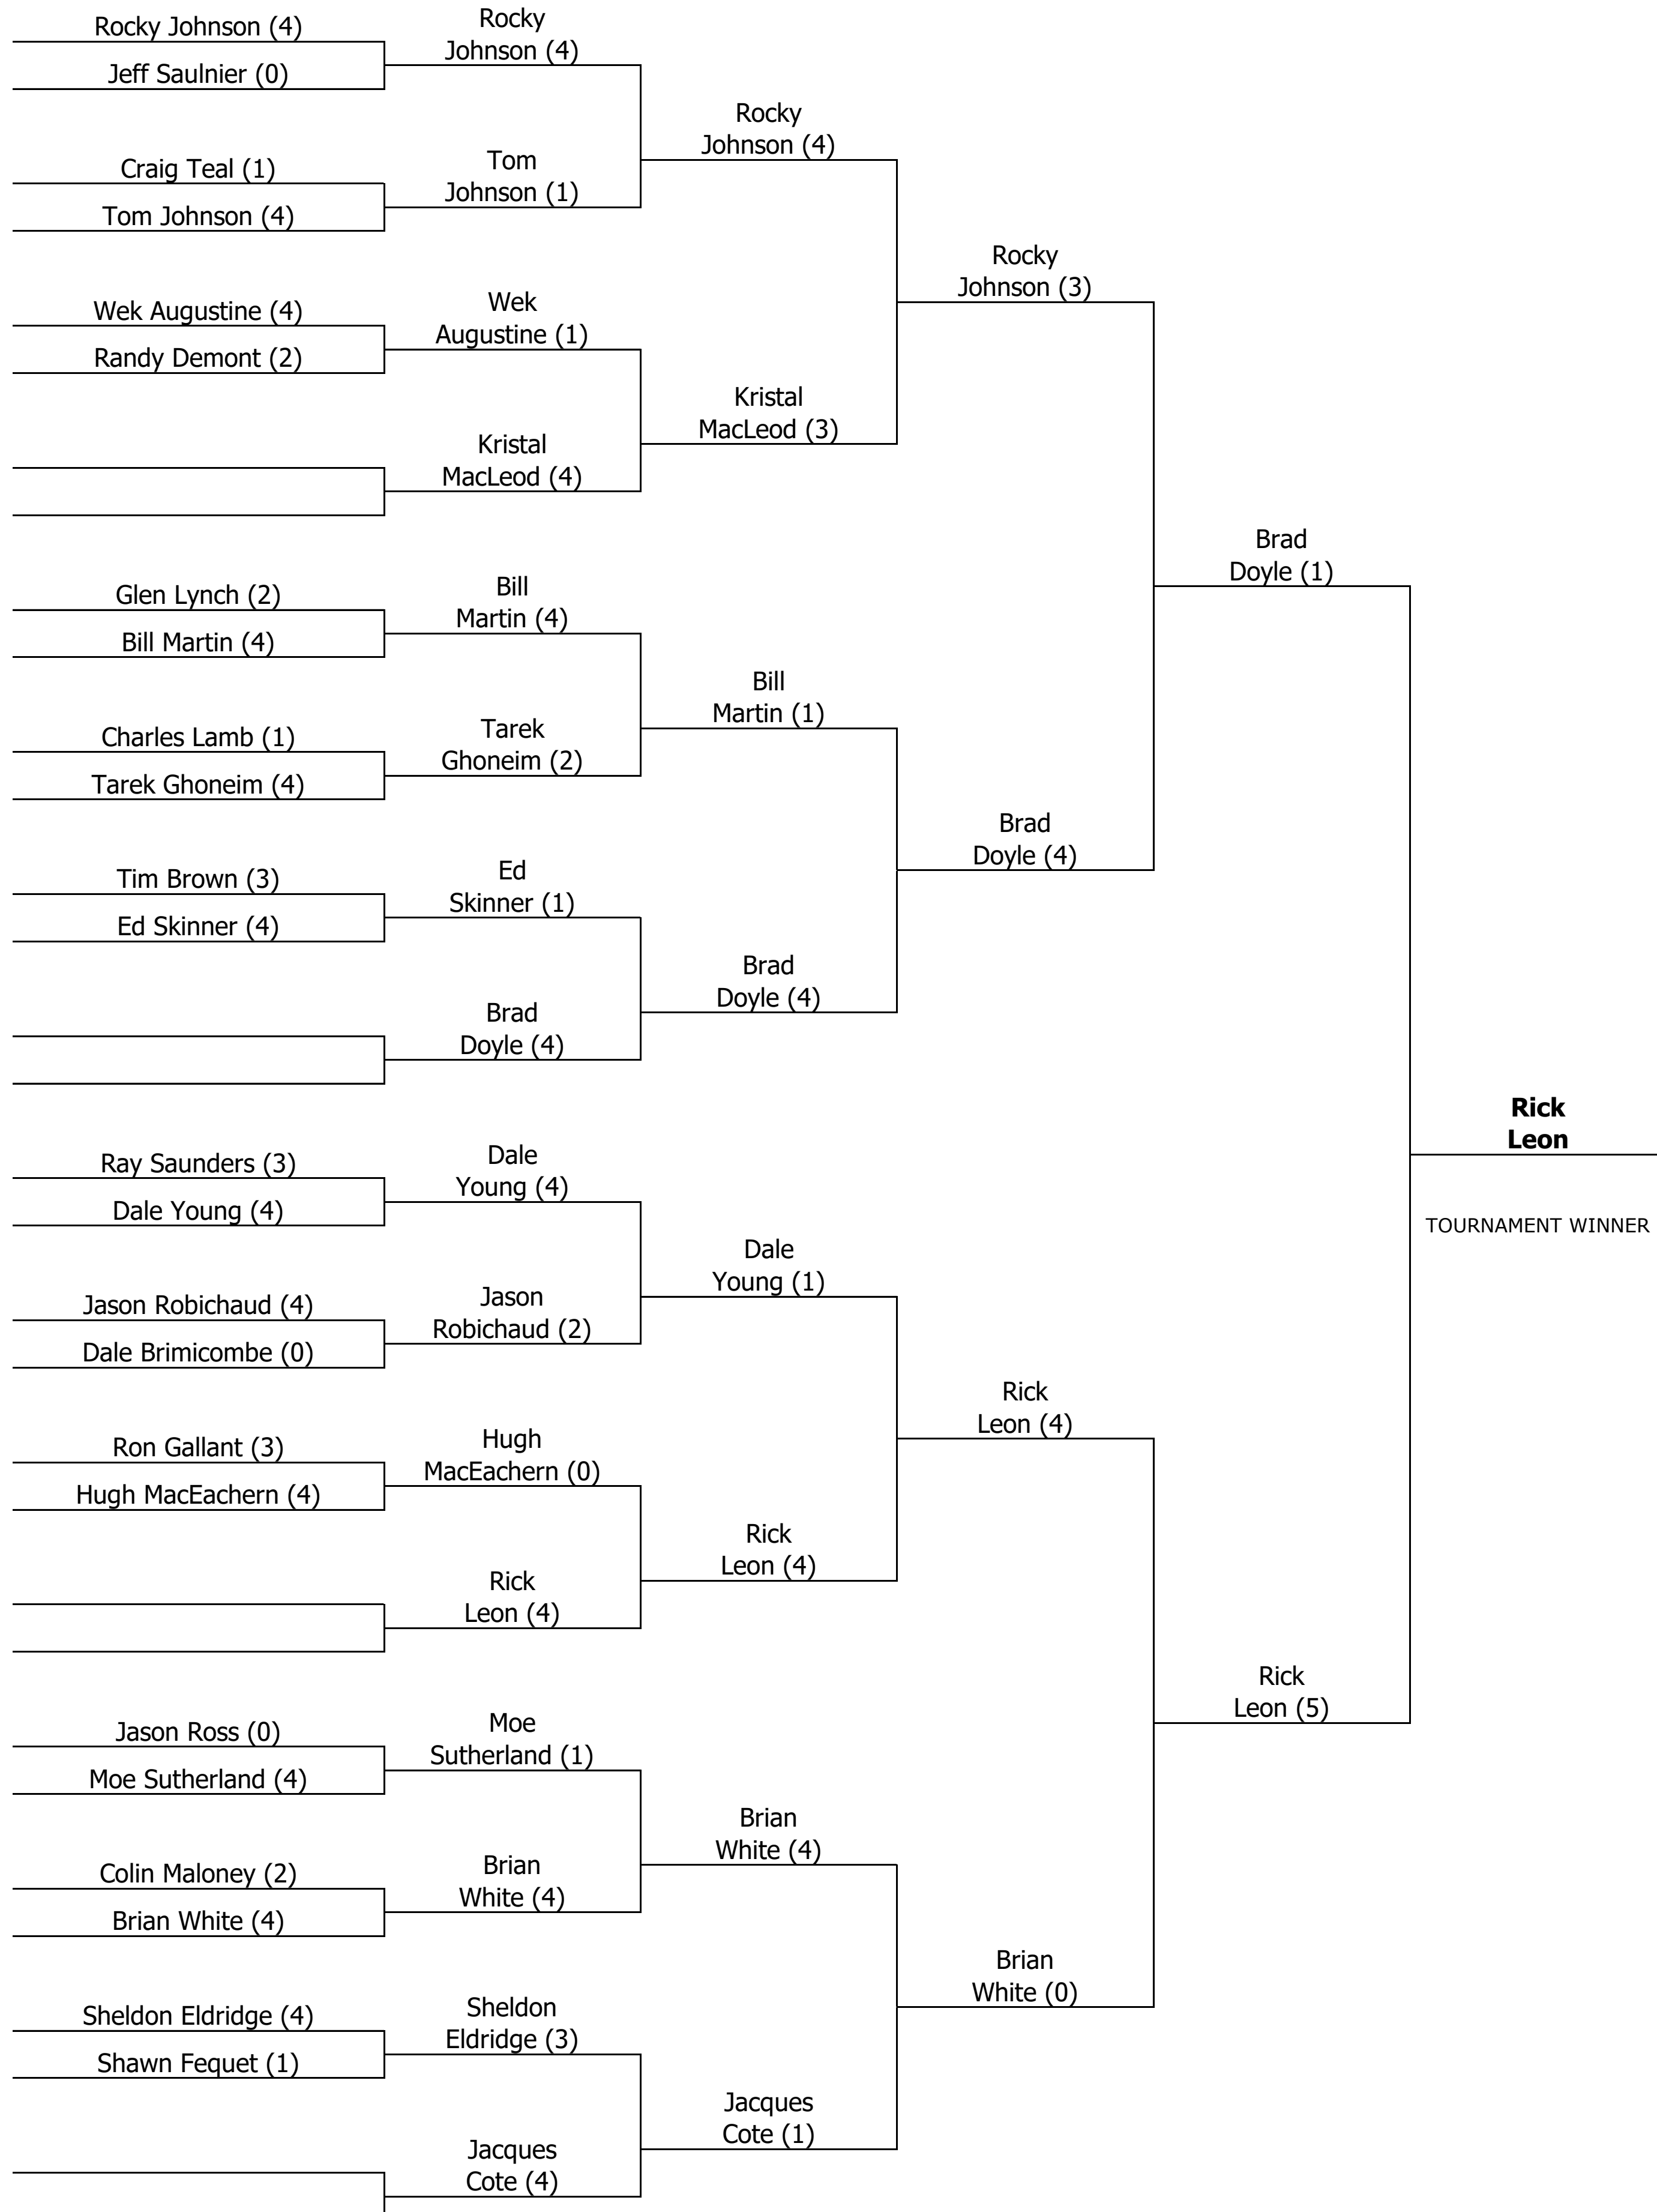 Rocky Johnson (4)
Jeff Saulnier (0)
Craig Teal (1)
Tom Johnson (4)
Wek Augustine (4)
Randy Demont (2)
Glen Lynch (2)
Bill Martin (4)
Charles Lamb (1)
Tarek Ghoneim (4)
Tim Brown (3)
Ed Skinner (4)
Ray Saunders (3)
Dale Young (4)
Jason Robichaud (4)
Dale Brimicombe (0)
Ron Gallant (3)
Hugh MacEachern (4)
Jason Ross (0)
Moe Sutherland (4)
Colin Maloney (2)
Brian White (4)
Sheldon Eldridge (4)
Shawn Fequet (1)
Rocky
Johnson (4)
Tom
Johnson (1)
Wek
Augustine (1)
Kristal
MacLeod (4)
Bill
Martin (4)
Tarek
Ghoneim (2)
Ed
Skinner (1)
Brad
Doyle (4)
Dale
Young (4)
Jason
Robichaud (2)
Hugh
MacEachern (0)
Rick
Leon (4)
Moe
Sutherland (1)
Brian
White (4)
Sheldon
Eldridge (3)
Jacques
Cote (4)
Rocky
Johnson (4)
Kristal
MacLeod (3)
Bill
Martin (1)
Brad
Doyle (4)
Dale
Young (1)
Rick
Leon (4)
Brian
White (4)
Jacques
Cote (1)
Rocky
Johnson (3)
Brad
Doyle (4)
Rick
Leon (4)
Brian
White (0)
Brad
Doyle (1)
Rick
Leon (5)
Rick
Leon
TOURNAMENT WINNER